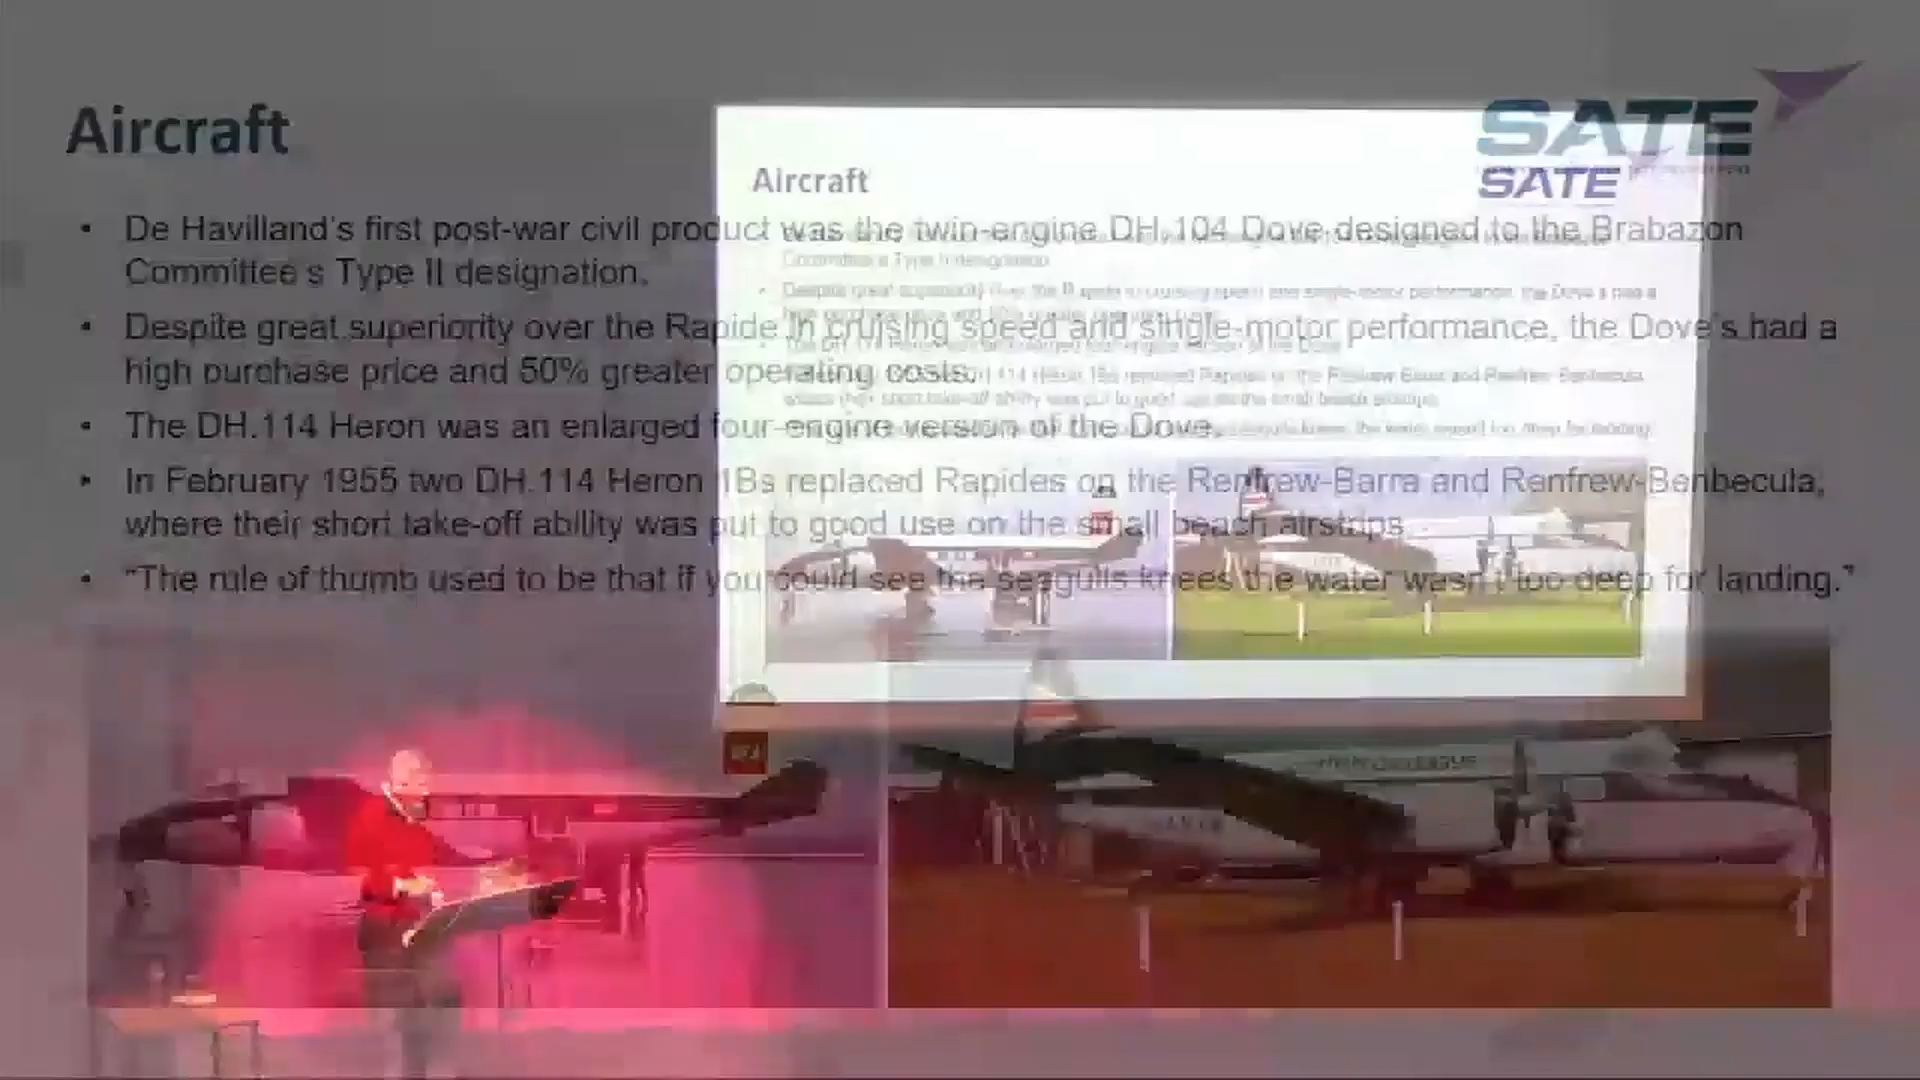 Aircraft
SATE
• De Havilland's first post-war civil product was the twin-engine DH.104 Dove designed to the Brabazon
Committee s Type II designation.
• Despite great superiority over the Rapide in cruising speed and single-motor performance, the Dove's had a
high purchase price and 50% greater operating costs.
• The DH.114 Heron was an enlarged four-engine version of the Dove.
• In February 1955 two DH.114 Heron 1Bs replaced Rapides on the Renfrew-Barra and Renfrew-Benbecula,
where their short take-off ability was put to good use on the small beach airstrips.
• "The rule of thumb used to be that if you could see the seagulls knees the water wasn't too deep for landing."
Aircraft
SATE
Committee s Type II designation.
BEA